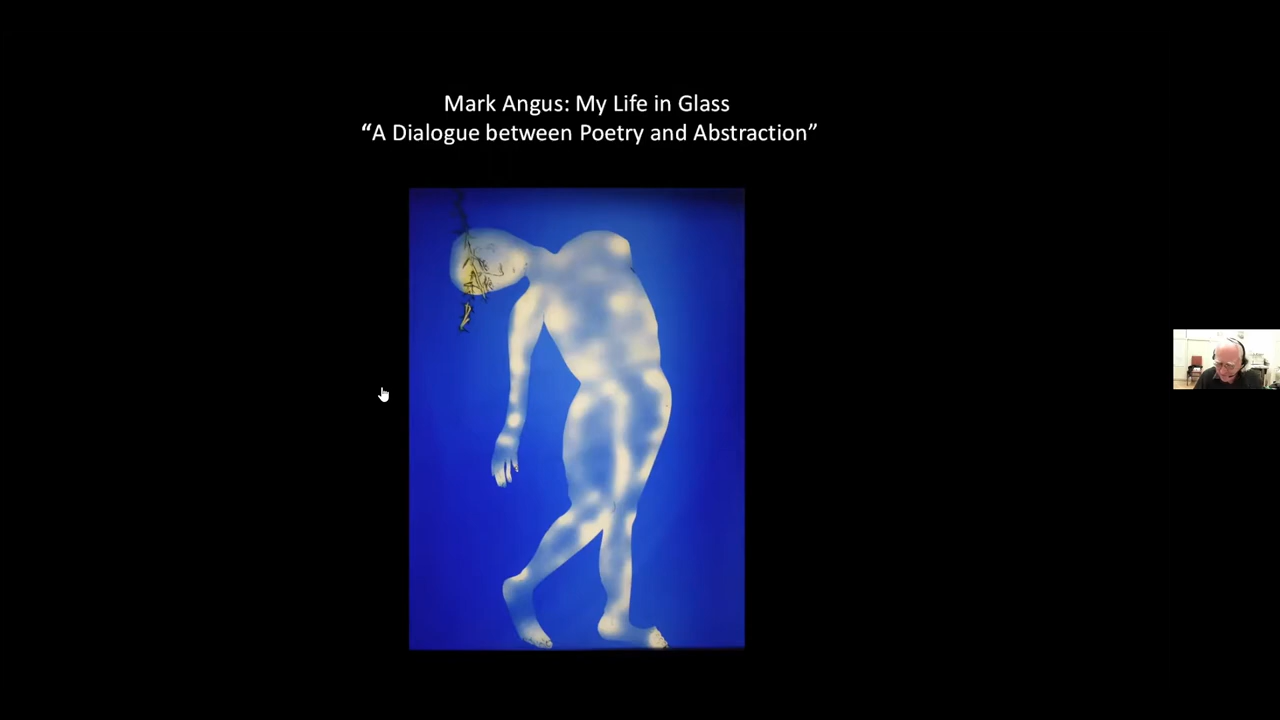 Mark Angus: My Life in Glass
“A Dialogue between Poetry and Abstraction”